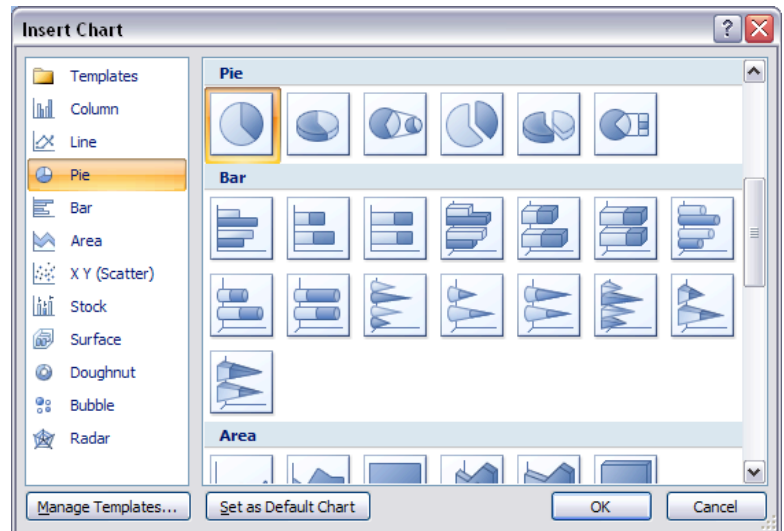 Insert Chart
Templates
Column
Line
Pie
Bar
Area
X Y (Scatter)
Stock
Surface
Doughnut
Bubble
Radar
Pie
Bar
Area
Manage Templates...
Set as Default Chart
OK
Cancel